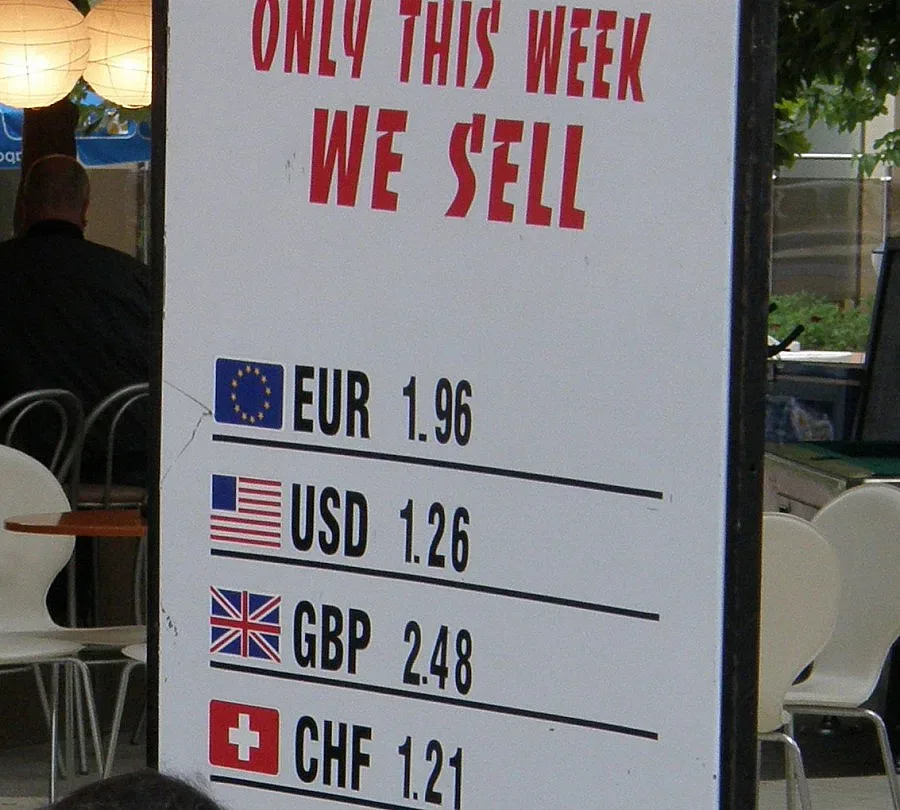 ONLY THIS WEEK
WE SELL
EUR 1.96
USD 1.26
GBP 2.48
CHF 1.21